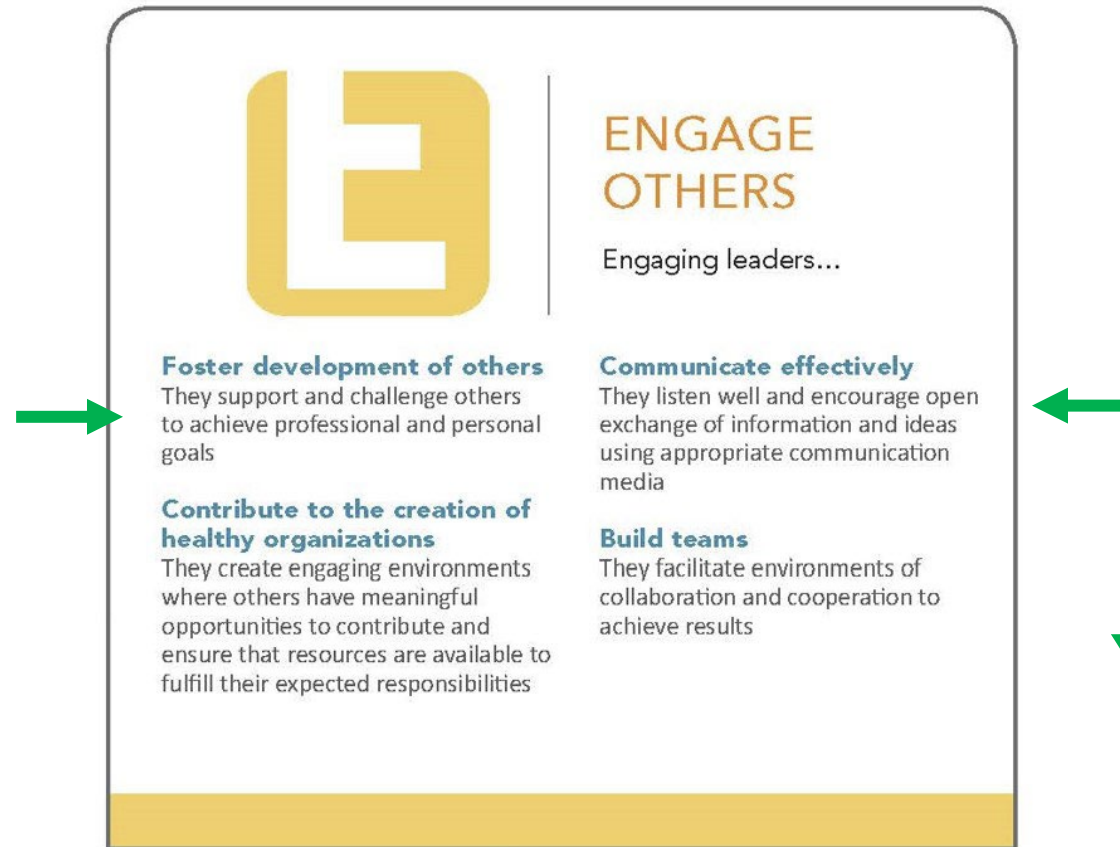 LE
ENGAGE
OTHERS
Engaging leaders...
Foster development of others
They support and challenge others
to achieve professional and personal
goals
Contribute to the creation of
healthy organizations
They create engaging environments
where others have meaningful
opportunities to contribute and
ensure that resources are available to
fulfill their expected responsibilities
Communicate effectively
They listen well and encourage open
exchange of information and ideas
using appropriate communication
media
Build teams
They facilitate environments of
collaboration and cooperation to
achieve results